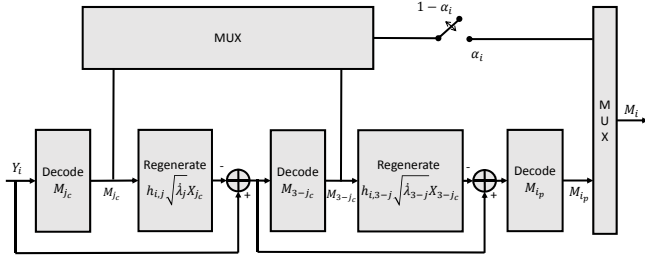 1 − α_i
MUX
α_i
M
U
X
M_i
Y_i
Decode
M_{j_c}
M_{j_c}
Regenerate
h_{i,j}√λ̂_j X_{j_c}
-
+
Decode
M_{3−j_c}
M_{3−j_c}
Regenerate
h_{i,3−j}√λ̂_{3−j} X_{3−j_c}
-
+
Decode
M_{i_p}
M_{i_p}